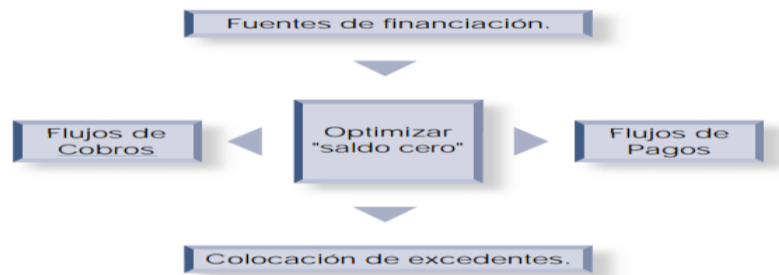 Fuentes de financiación.
Flujos de
Cobros
Optimizar
"saldo cero"
Flujos de
Pagos
Colocación de excedentes.